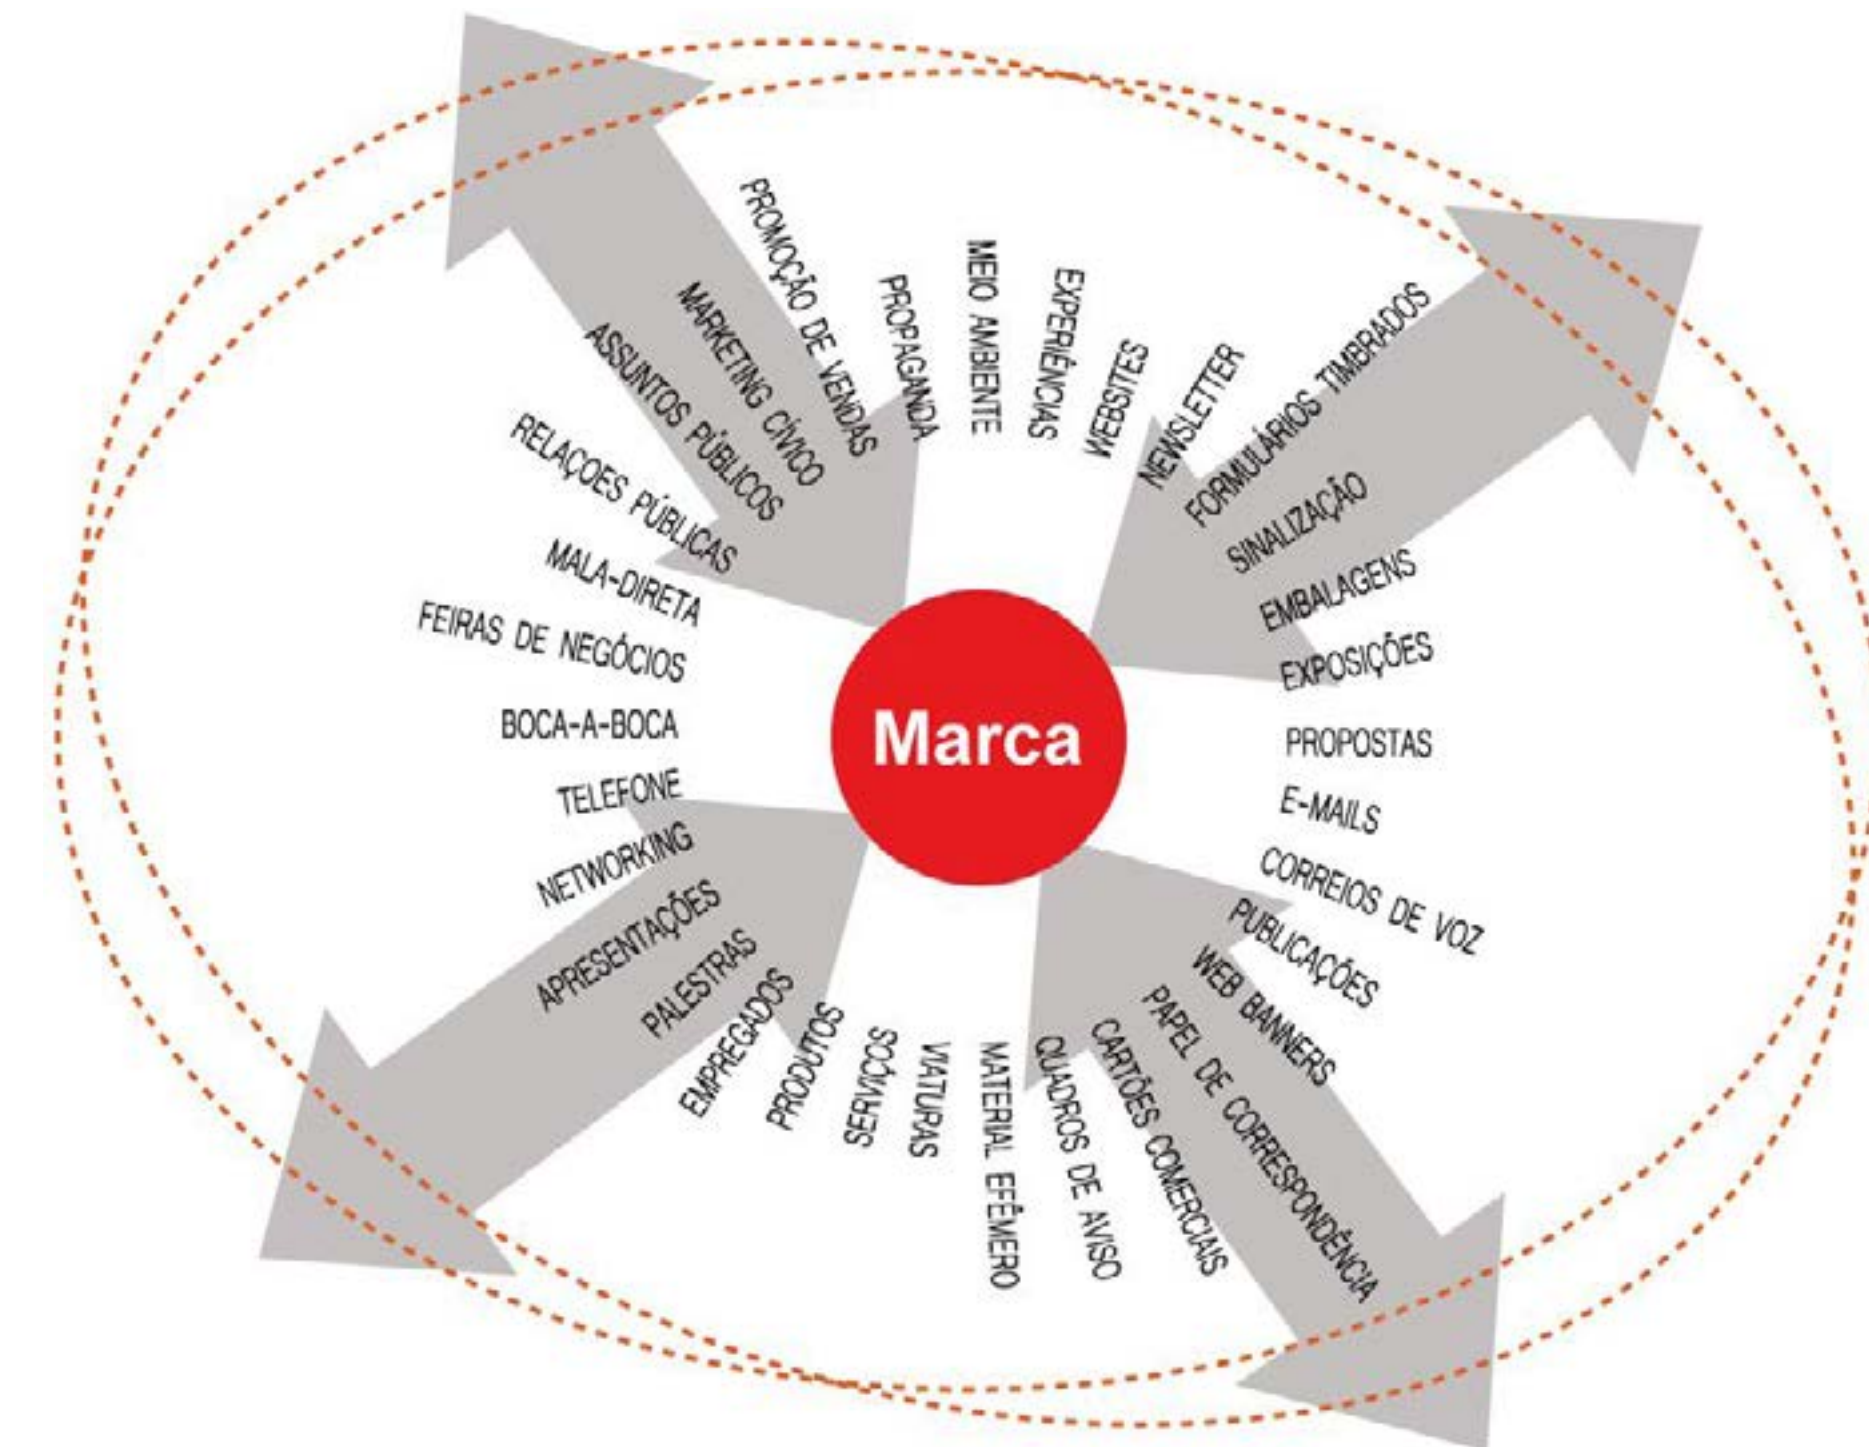 PROMOÇÃO DE VENDAS
PROPAGANDA
MEIO AMBIENTE
EXPERIÊNCIAS
WEBSITES
NEWSLETTER
FORMULÁRIOS TIMBRADOS
SINALIZAÇÃO
EMBALAGENS
EXPOSIÇÕES
PROPOSTAS
E-MAILS
CORREIOS DE VOZ
PUBLICAÇÕES
WEB BANNERS
PAPEL DE CORRESPONDÊNCIA
CARTÕES COMERCIAIS
QUADROS DE AVISO
MATERIAL EFÊMERO
VIATURAS
SERVIÇOS
PRODUTOS
EMPREGADOS
PALESTRAS
APRESENTAÇÕES
NETWORKING
TELEFONE
BOCA-A-BOCA
FEIRAS DE NEGÓCIOS
MALA-DIRETA
RELAÇOES PÚBLICAS
ASSUNTOS PÚBLICOS
MARKETING CÍVICO
Marca